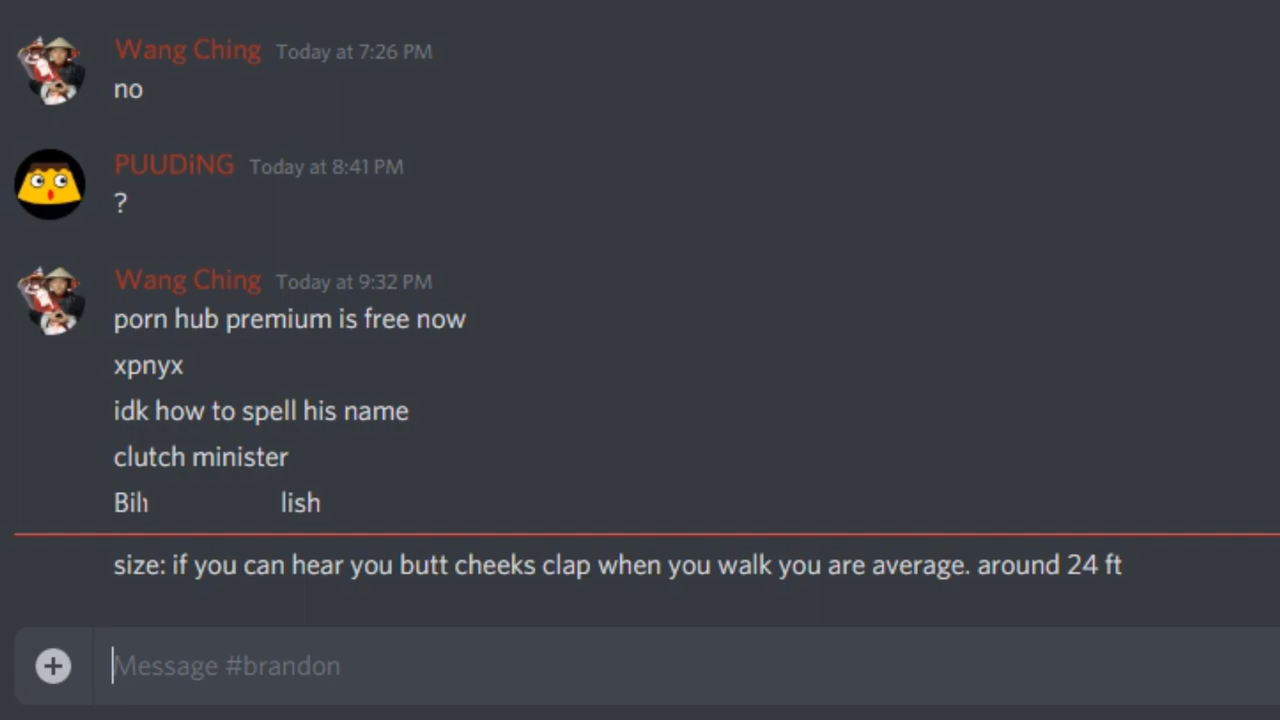 Wang Ching Today at 7:26 PM
no
PUUDiNG Today at 8:41 PM
?
Wang Ching Today at 9:32 PM
porn hub premium is free now
xpnyx
idk how to spell his name
clutch minister
lish
size: if you can hear you butt cheeks clap when you walk you are average. around 24 ft
Message #brandon